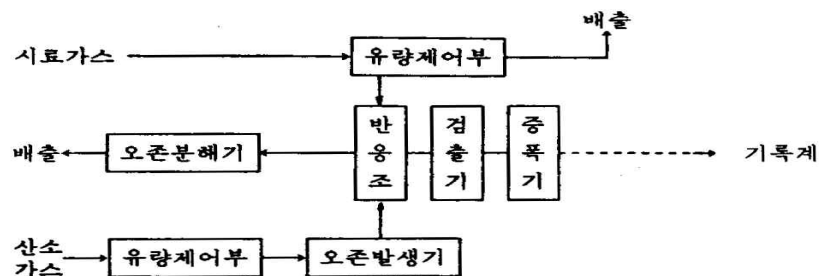 배출
시료가스
유량제어부
배출
오존분해기
반응조
검출기
증폭기
기록계
산소
가스
유량제어부
오존발생기